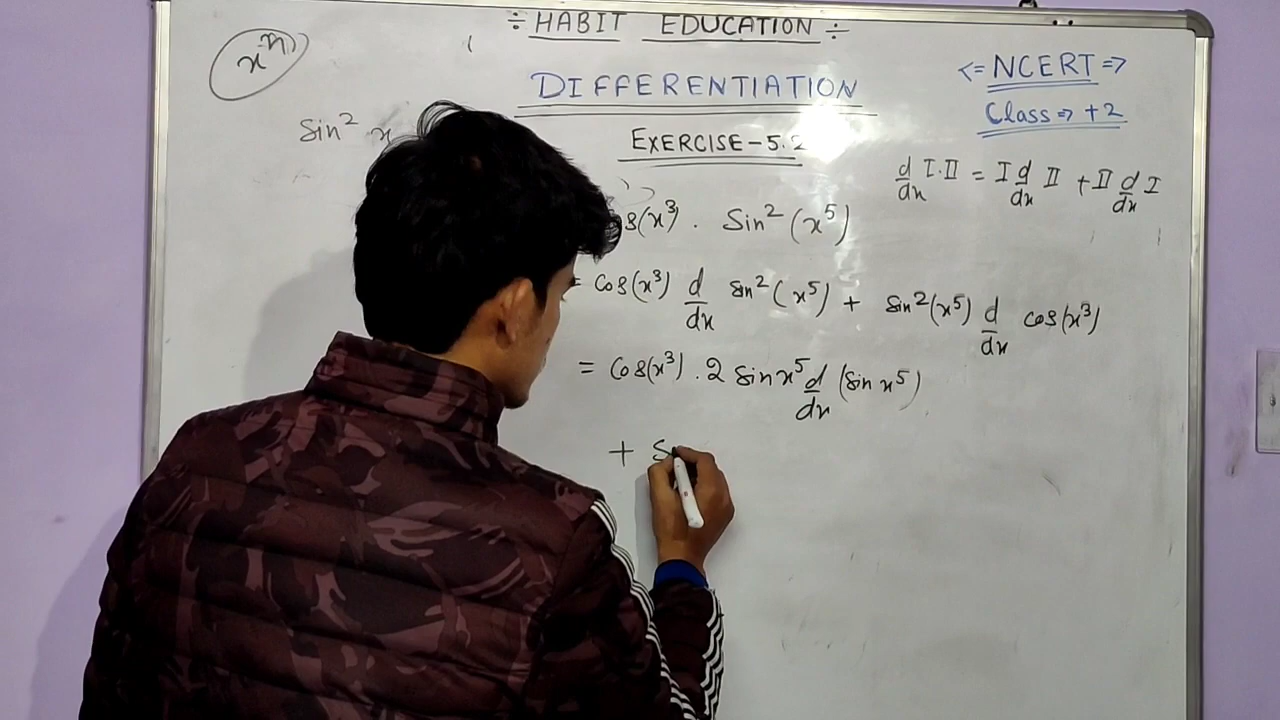 ÷ HABIT EDUCATION ÷
x^n
DIFFERENTIATION
<= NCERT =>
Class => +2
Sin² x
EXERCISE - 5.2
d/dx I.II = I d/dx II + II d/dx I
os(x³) . Sin² (x⁵)
= Cos(x³) d/dx sin² (x⁵) + sin²(x⁵) d/dx cos(x³)
= Cos(x³) . 2 sin x⁵ d/dx (sin x⁵)
+ S